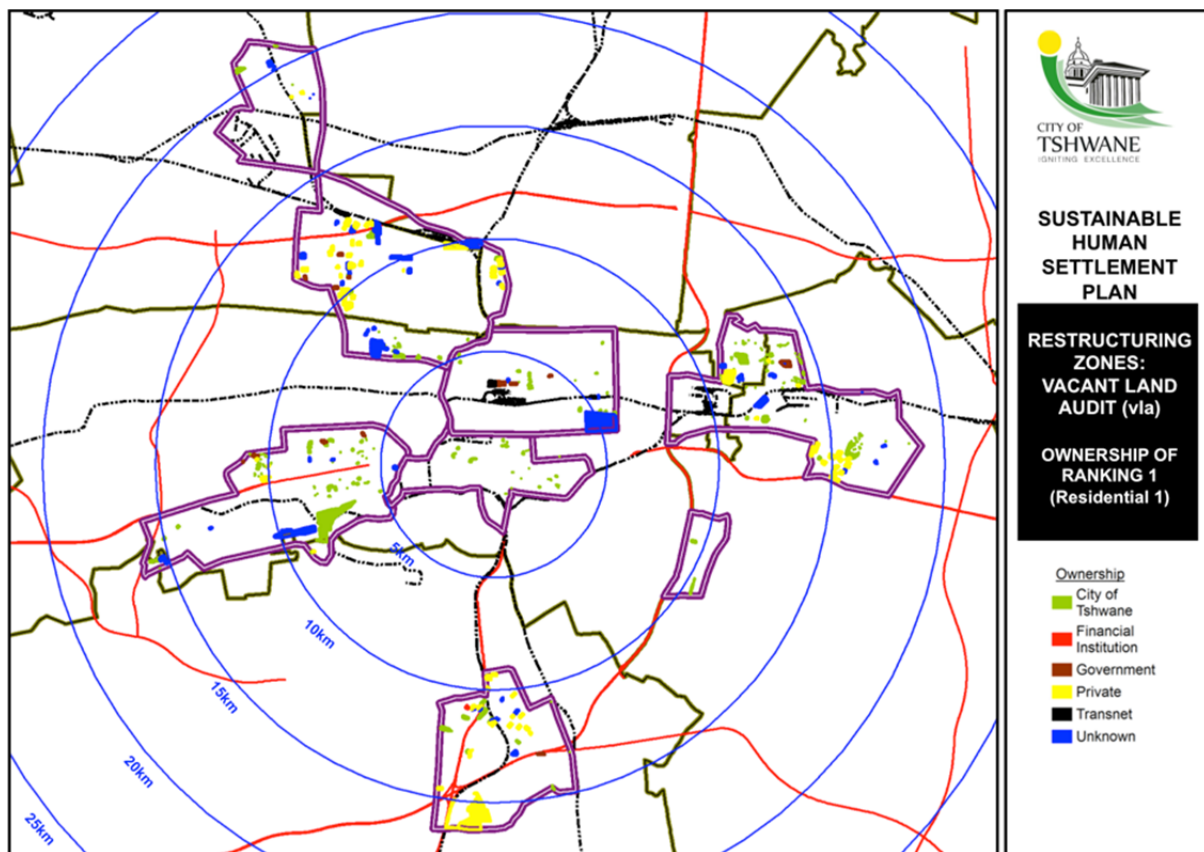 5km
10km
15km
20km
25km
CITY OF
TSHWANE
IGNITING EXCELLENCE
SUSTAINABLE
HUMAN
SETTLEMENT
PLAN
RESTRUCTURING
ZONES:
VACANT LAND
AUDIT (vla)
OWNERSHIP OF
RANKING 1
(Residential 1)
Ownership
City of
Tshwane
Financial
Institution
Government
Private
Transnet
Unknown